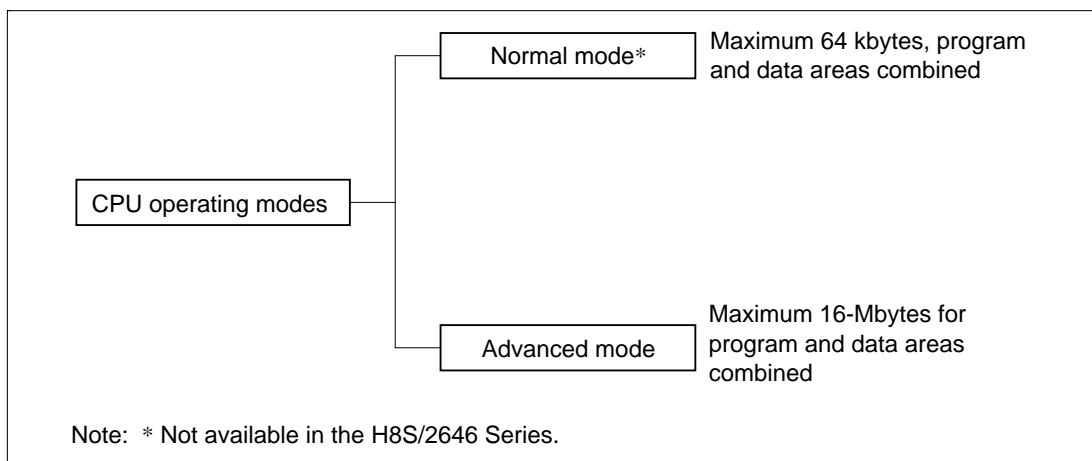 Normal mode*
Maximum 64 kbytes, program
and data areas combined
CPU operating modes
Advanced mode
Maximum 16-Mbytes for
program and data areas
combined
Note: * Not available in the H8S/2646 Series.